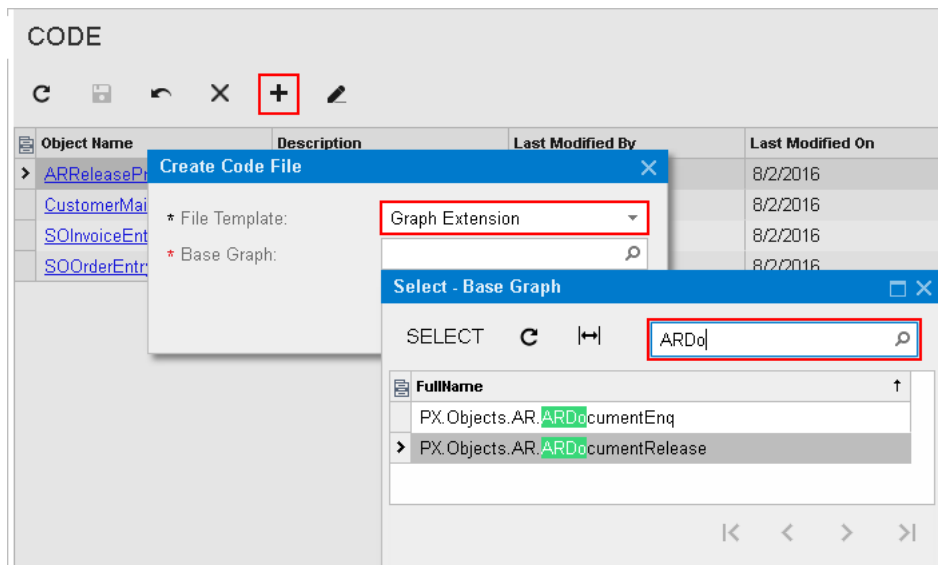 CODE
Object Name Description Last Modified By Last Modified On
ARReleasePr 8/2/2016
CustomerMai 8/2/2016
SOInvoiceEnt 8/2/2016
SOOrderEntr 8/2/2016
Create Code File
* File Template: Graph Extension
* Base Graph:
Select - Base Graph
SELECT ARDo
FullName
PX.Objects.AR.ARDocumentEnq
PX.Objects.AR.ARDocumentRelease